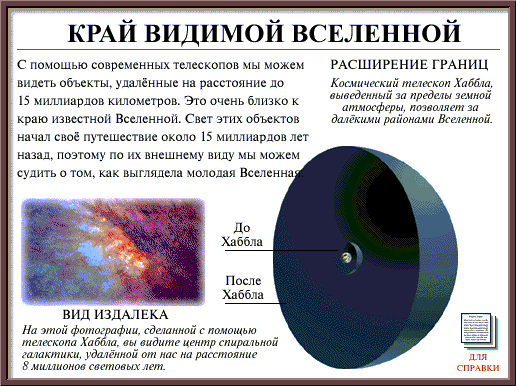 КРАЙ ВИДИМОЙ ВСЕЛЕННОЙ
С помощью современных телескопов мы можем
видеть объекты, удалённые на расстояние до
15 миллиардов километров. Это очень близко к
краю известной Вселенной. Свет этих объектов
начал своё путешествие около 15 миллиардов лет
назад, поэтому по их внешнему виду мы можем
судить о том, как выглядела молодая Вселенная.
РАСШИРЕНИЕ ГРАНИЦ
Космический телескоп Хаббла,
выведенный за пределы земной
атмосферы, позволяет за
далёкими районами Вселенной.
До
Хаббла
После
Хаббла
ВИД ИЗДАЛЕКА
На этой фотографии, сделанной с помощью
телескопа Хаббла, вы видите центр спиральной
галактики, удалённой от нас на расстояние
8 миллионов световых лет.
ДЛЯ
СПРАВКИ